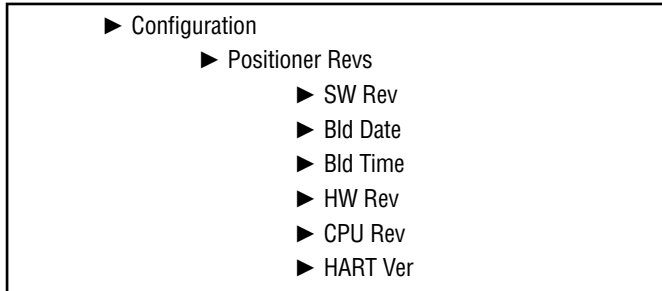 ► Configuration
► Positioner Revs
► SW Rev
► Bld Date
► Bld Time
► HW Rev
► CPU Rev
► HART Ver